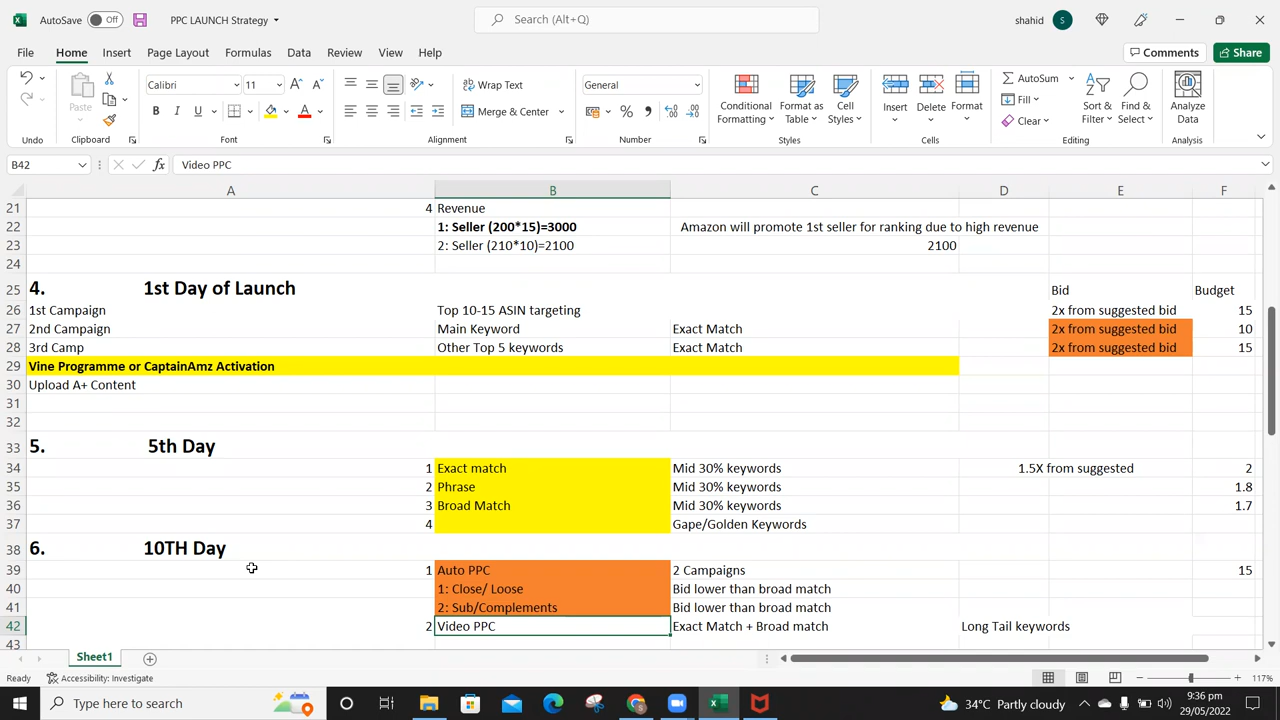 AutoSave Off PPC LAUNCH Strategy Search (Alt+Q) shahid S
File Home Insert Page Layout Formulas Data Review View Help Comments Share
Calibri 11 Wrap Text General AutoSum
Paste Conditional Formatting Format as Table Cell Styles Insert Delete Format Fill Sort & Filter Find & Select Analyze Data
B I U Merge & Center Clear
Undo Clipboard Font Alignment Number Styles Cells Editing Analysis
B42 fx Video PPC
A B C D E F
21 4 Revenue
22 1: Seller (200*15)=3000 Amazon will promote 1st seller for ranking due to high revenue
23 2: Seller (210*10)=2100 2100
24
25 4. 1st Day of Launch Bid Budget
26 1st Campaign Top 10-15 ASIN targeting 2x from suggested bid 15
27 2nd Campaign Main Keyword Exact Match 2x from suggested bid 10
28 3rd Camp Other Top 5 keywords Exact Match 2x from suggested bid 15
29 Vine Programme or CaptainAmz Activation
30 Upload A+ Content
31
32
33 5. 5th Day
34 1 Exact match Mid 30% keywords 1.5X from suggested 2
35 2 Phrase Mid 30% keywords 1.8
36 3 Broad Match Mid 30% keywords 1.7
37 4 Gape/Golden Keywords
38 6. 10TH Day
39 1 Auto PPC 2 Campaigns 15
40 1: Close/ Loose Bid lower than broad match
41 2: Sub/Complements Bid lower than broad match
42 2 Video PPC Exact Match + Broad match Long Tail keywords
43
Sheet1
Ready Accessibility: Investigate 117%
Type here to search 34°C Partly cloudy 9:36 pm
29/05/2022